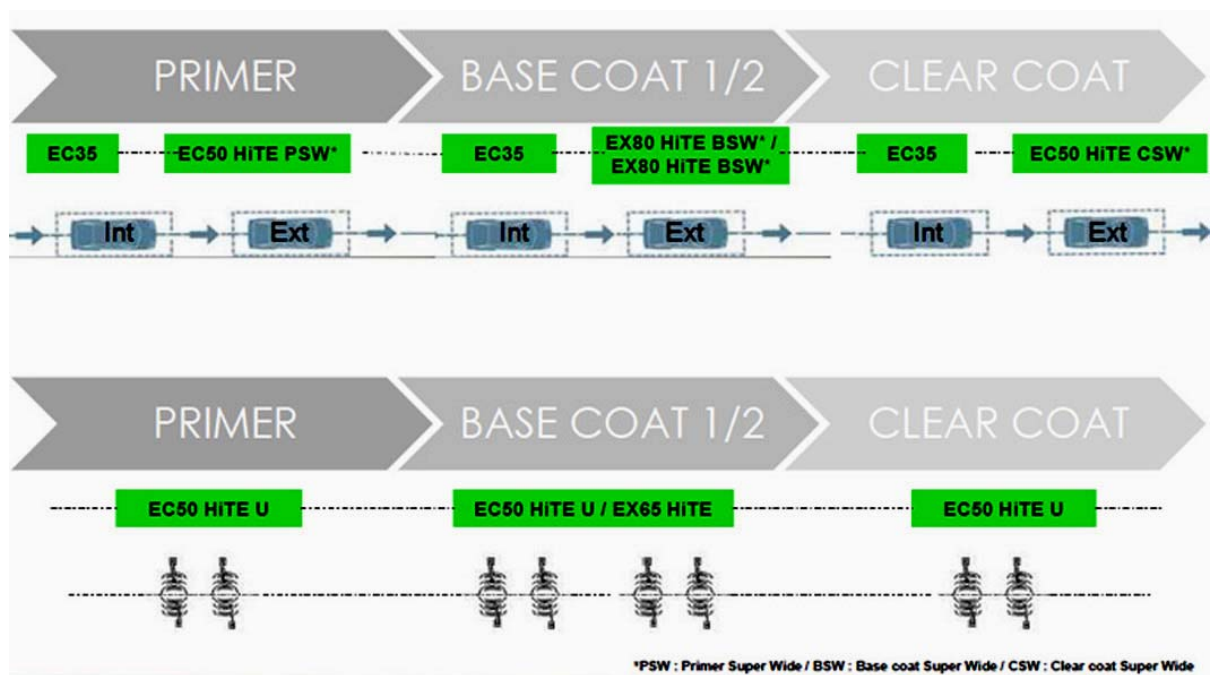 PRIMER
BASE COAT 1/2
CLEAR COAT
EC35
EC50 HiTE PSW*
EC35
EX80 HiTE BSW* /
EX80 HiTE BSW*
EC35
EC50 HiTE CSW*
Int
Ext
Int
Ext
Int
Ext
PRIMER
BASE COAT 1/2
CLEAR COAT
EC50 HiTE U
EC50 HiTE U / EX65 HiTE
EC50 HiTE U
*PSW : Primer Super Wide / BSW : Base coat Super Wide / CSW : Clear coat Super Wide